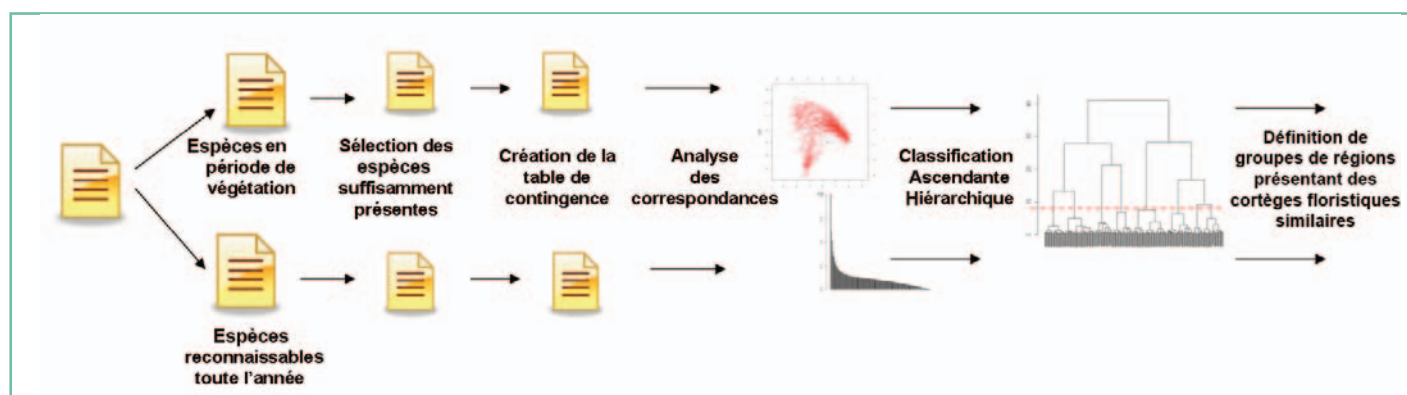 Espèces en
période de
végétation
Sélection des
espèces
suffisamment
présentes
Création de la
table de
contingence
Analyse
des
correspondances
Classification
Ascendante
Hiérarchique
Définition de
groupes de régions
présentant des
cortèges floristiques
similaires
Espèces
reconnaissables
toute l'année